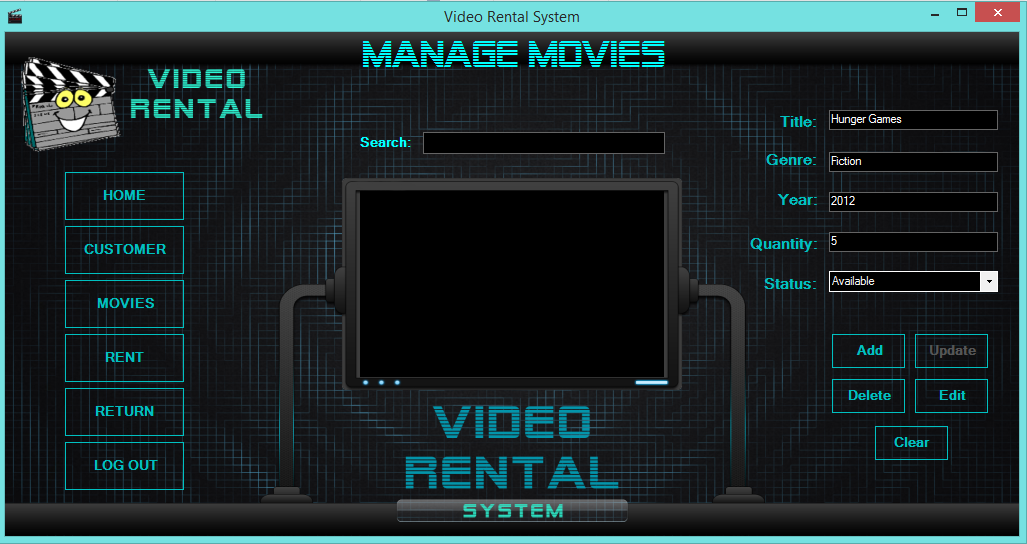 Video Rental System
MANAGE MOVIES
VIDEO
RENTAL
Search:
HOME
CUSTOMER
MOVIES
RENT
RETURN
LOG OUT
Title: Hunger Games
Genre: Fiction
Year: 2012
Quantity: 5
Status: Available
Add Update
Delete Edit
Clear
VIDEO
RENTAL
SYSTEM